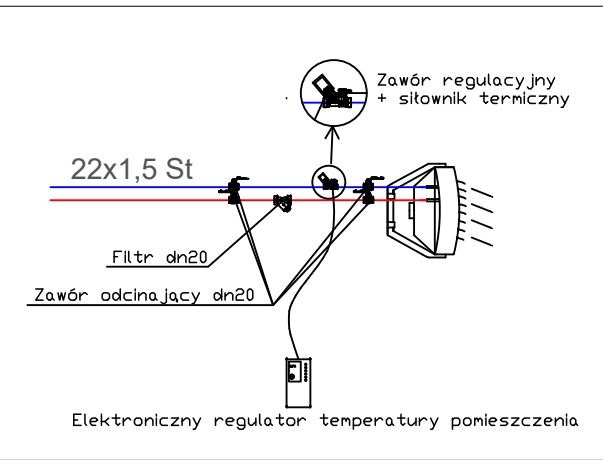 Zawór regulacyjny
+ siłownik termiczny
22x1,5 St
Filtr dn20
Zawór odcinający dn20
Elektroniczny regulator temperatury pomieszczenia